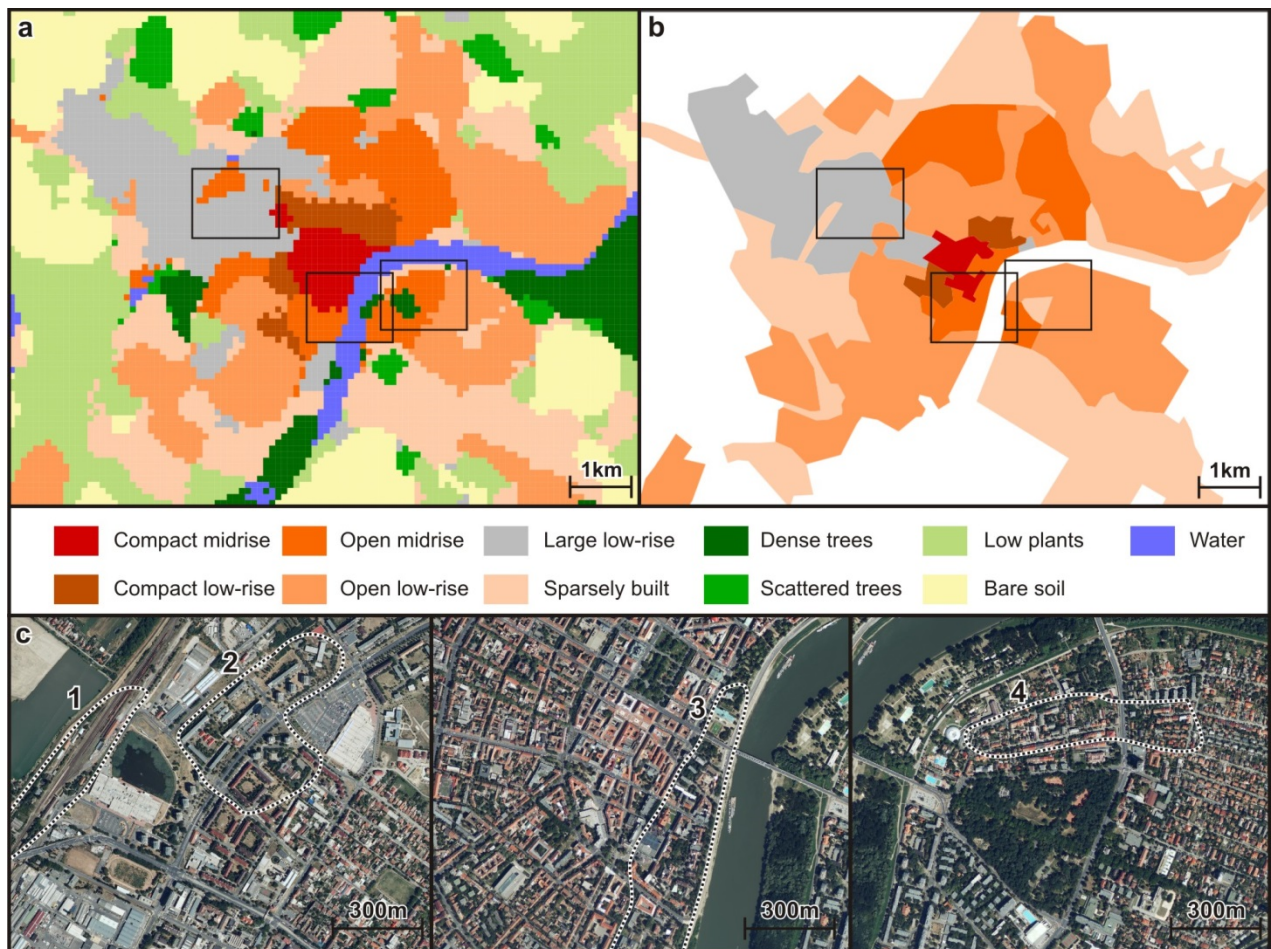 a
b
1km
1km
Compact midrise Open midrise Large low-rise Dense trees Low plants Water
Compact low-rise Open low-rise Sparsely built Scattered trees Bare soil
c
1
2
3
4
300m
300m
300m